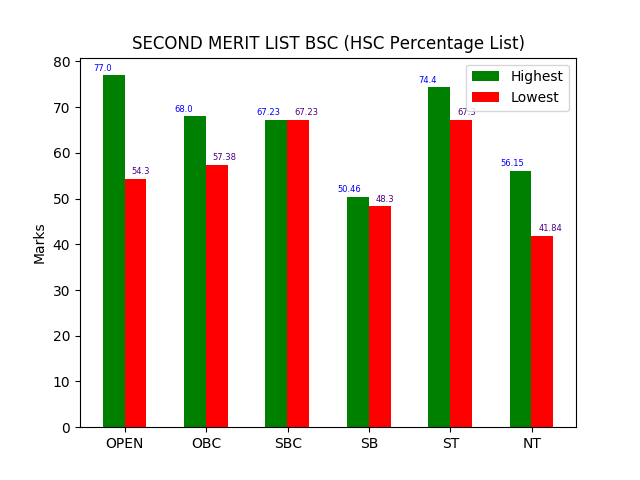 SECOND MERIT LIST BSC (HSC Percentage List)
Highest
Lowest
77.0
54.3
68.0
57.38
67.23
67.23
50.46
48.3
74.4
56.15
41.84
Marks
80
70
60
50
40
30
20
10
0
OPEN
OBC
SBC
SB
ST
NT